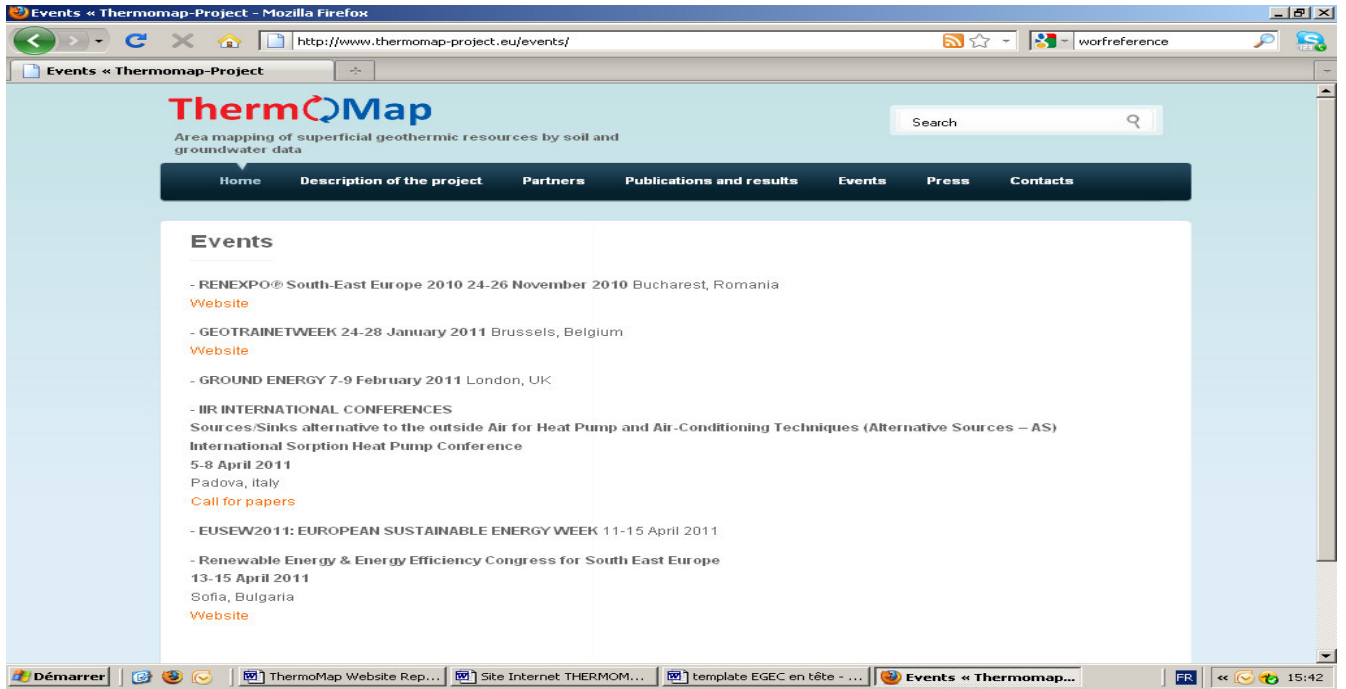 Events « Thermomap-Project - Mozilla Firefox
http://www.thermomap-project.eu/events/
worfreference
Events « Thermomap-Project
ThermMap
Area mapping of superficial geothermic resources by soil and
groundwater data
Search
Home Description of the project Partners Publications and results Events Press Contacts
Events
- RENEXPO® South-East Europe 2010 24-26 November 2010 Bucharest, Romania
Website
- GEOTRAINETWEEK 24-28 January 2011 Brussels, Belgium
Website
- GROUND ENERGY 7-9 February 2011 London, UK
- IIR INTERNATIONAL CONFERENCES
Sources/Sinks alternative to the outside Air for Heat Pump and Air-Conditioning Techniques (Alternative Sources – AS)
International Sorption Heat Pump Conference
5-8 April 2011
Padova, italy
Call for papers
- EUSEW2011: EUROPEAN SUSTAINABLE ENERGY WEEK 11-15 April 2011
- Renewable Energy & Energy Efficiency Congress for South East Europe
13-15 April 2011
Sofia, Bulgaria
Website
Démarrer ThermoMap Website Rep... Site Internet THERMOM... template EGEC en tête - ... Events « Thermomap... FR « 15:42